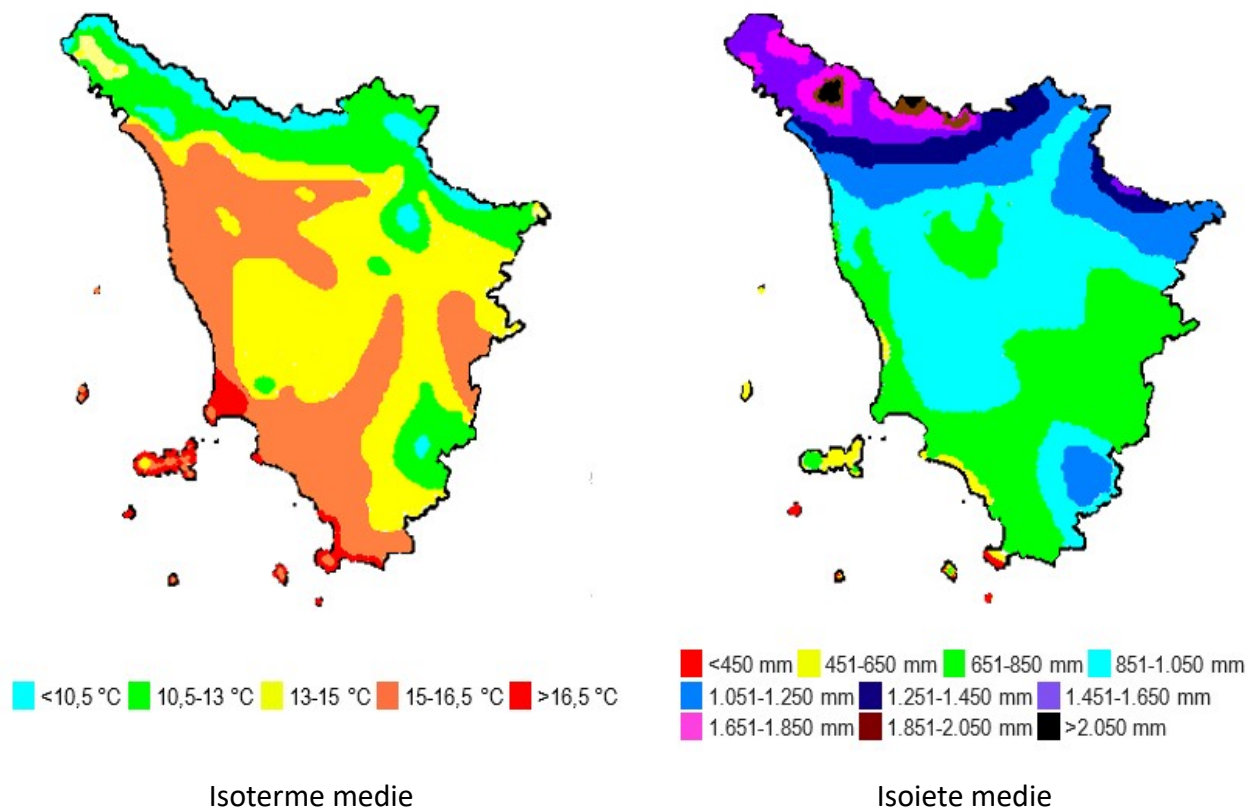 <10,5 °C 10,5-13 °C 13-15 °C 15-16,5 °C >16,5 °C
<450 mm 451-650 mm 651-850 mm 851-1.050 mm
1.051-1.250 mm 1.251-1.450 mm 1.451-1.650 mm
1.651-1.850 mm 1.851-2.050 mm >2.050 mm
Isoterme medie
Isoiete medie